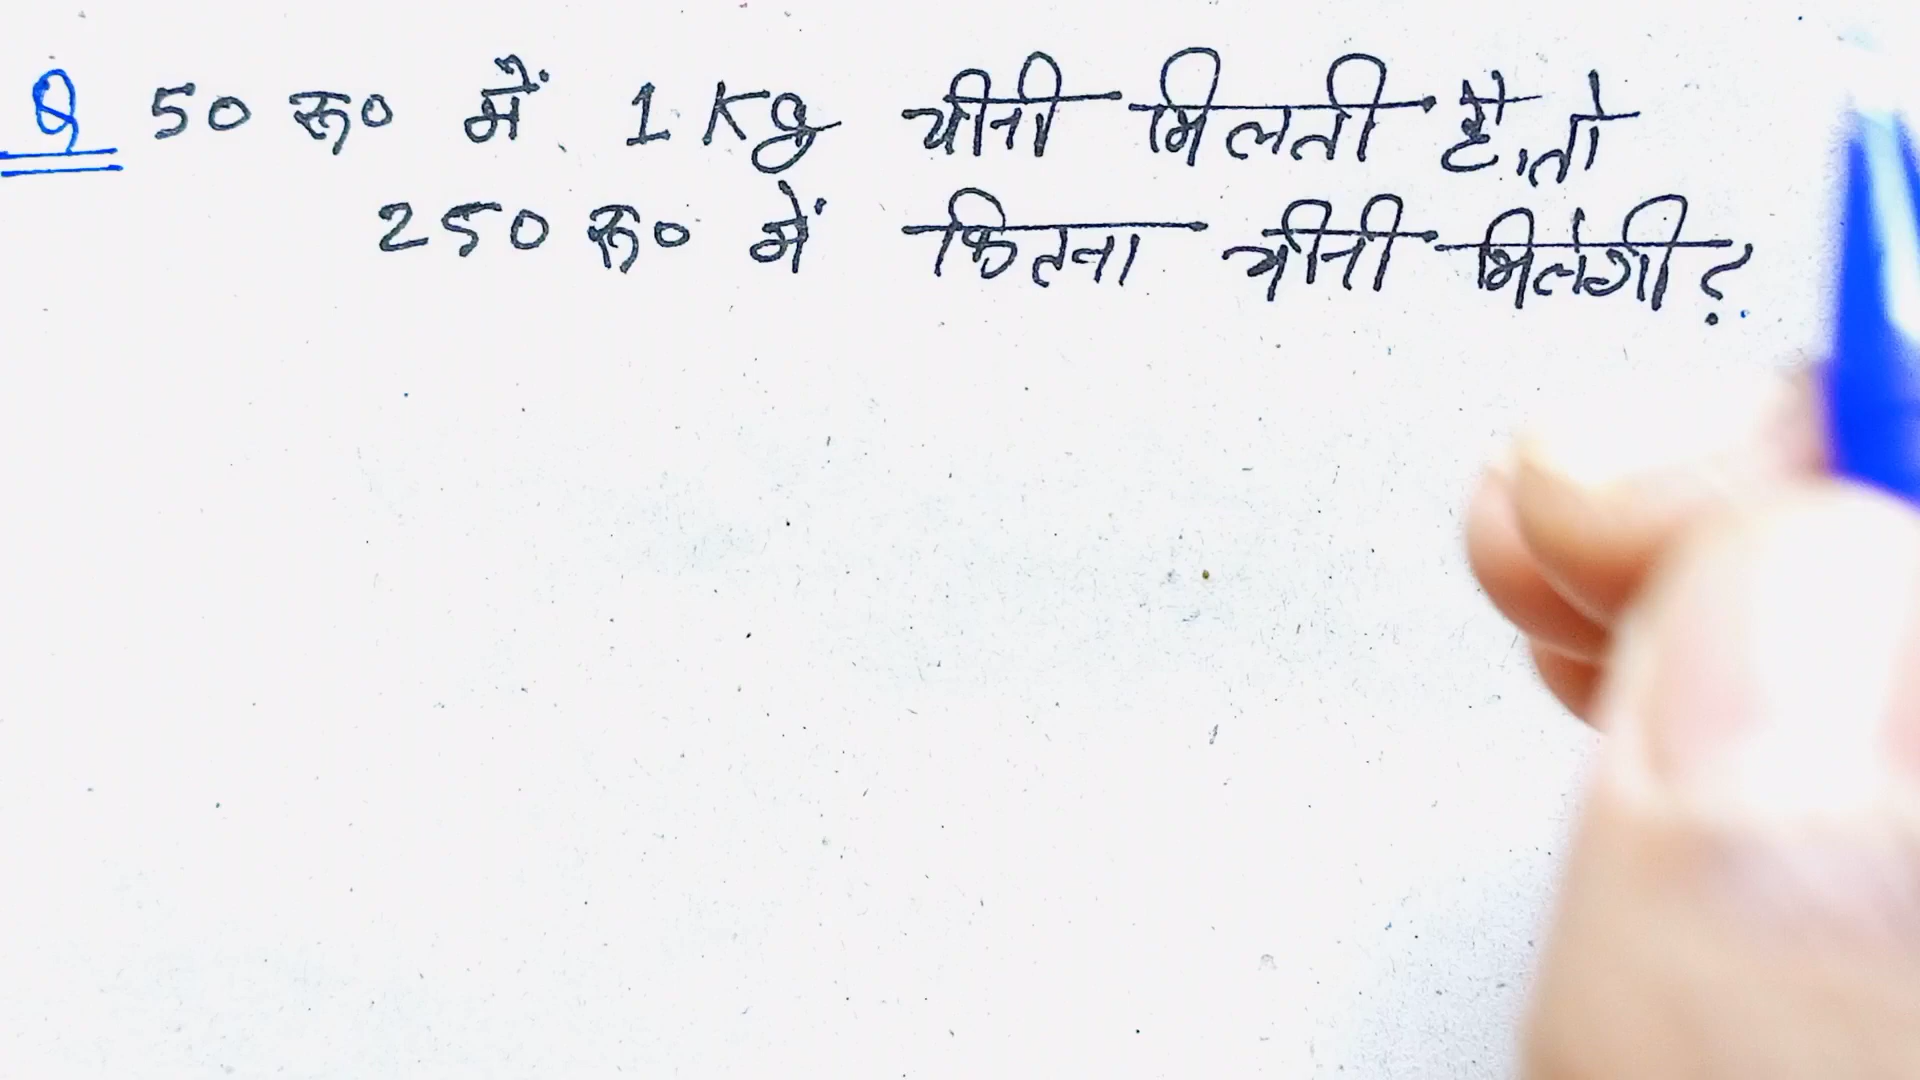 Q 50 रू० में 1 Kg चीनी मिलती है, तो
250 रू० में कितना चीनी मिलेगी ?